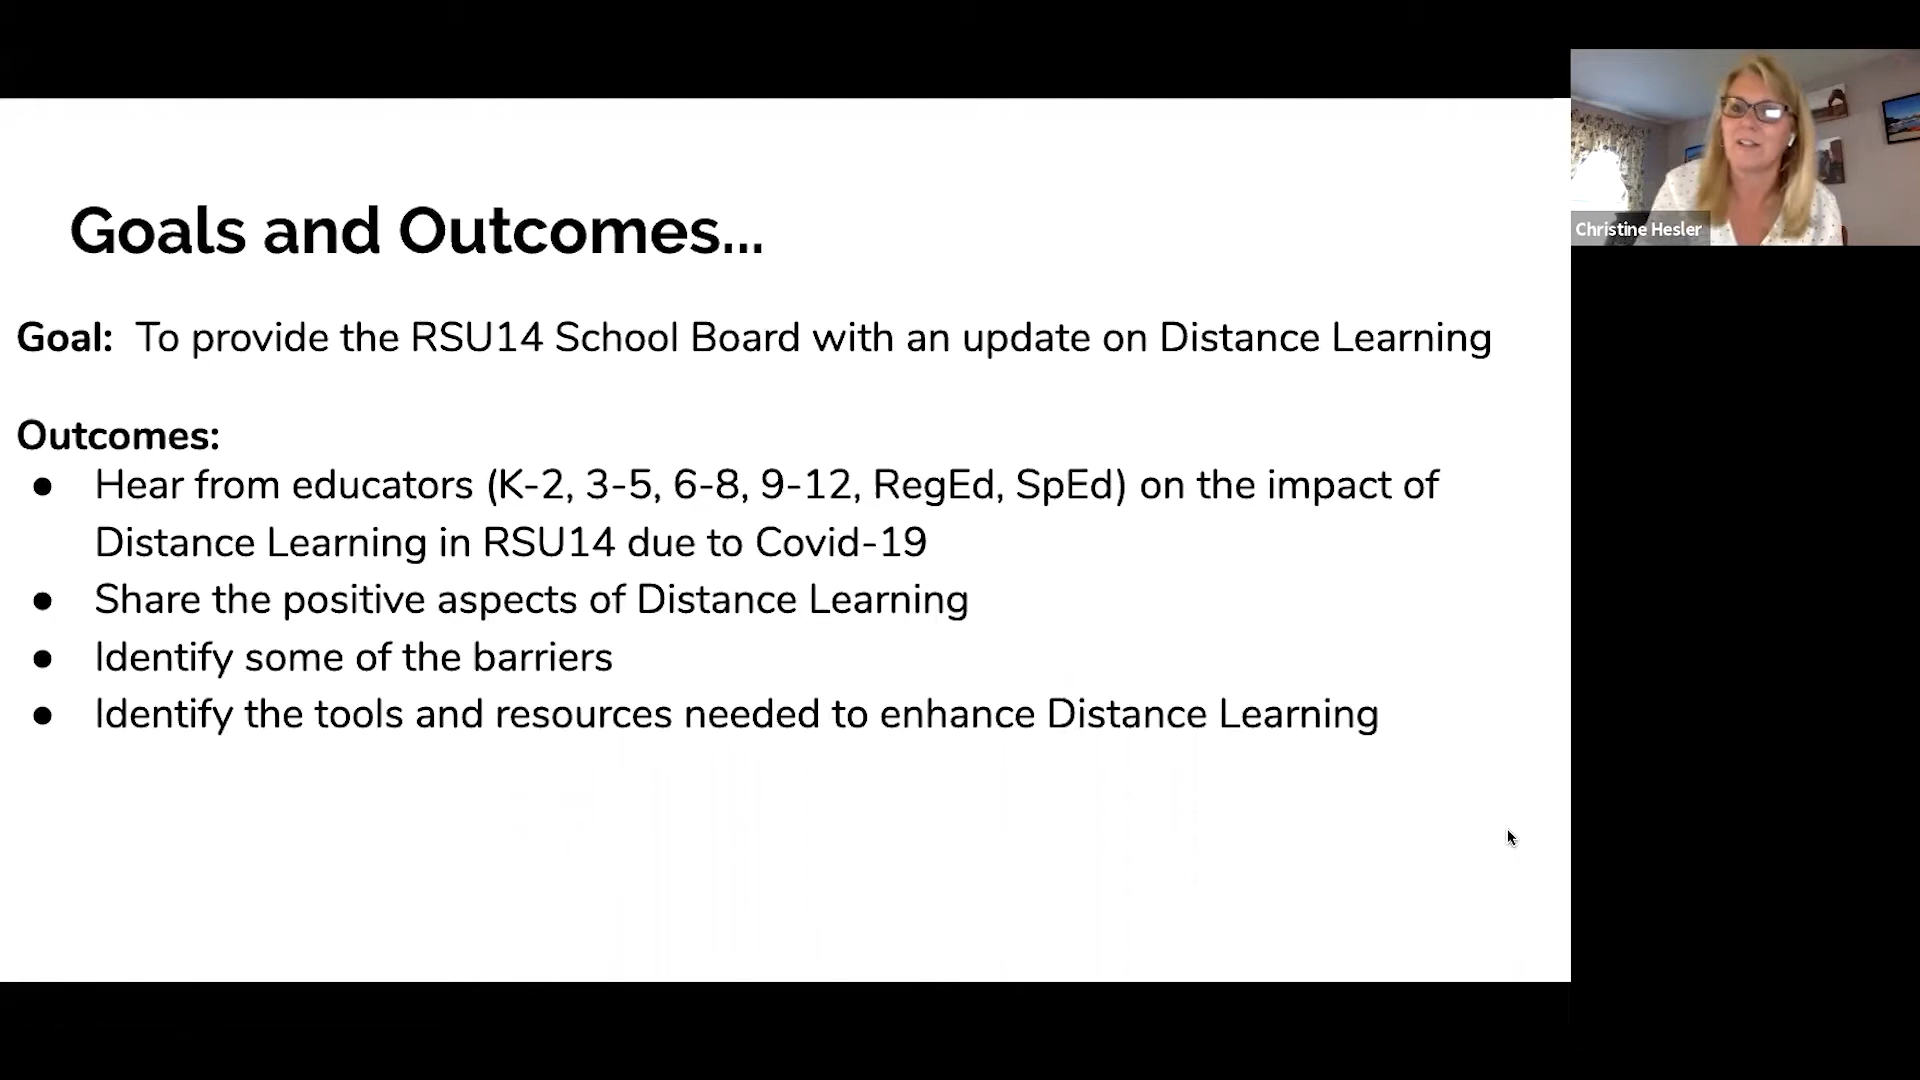 Goals and Outcomes...
Goal: To provide the RSU14 School Board with an update on Distance Learning
Outcomes:
● Hear from educators (K-2, 3-5, 6-8, 9-12, RegEd, SpEd) on the impact of
Distance Learning in RSU14 due to Covid-19
● Share the positive aspects of Distance Learning
● Identify some of the barriers
● Identify the tools and resources needed to enhance Distance Learning
Christine Hesler